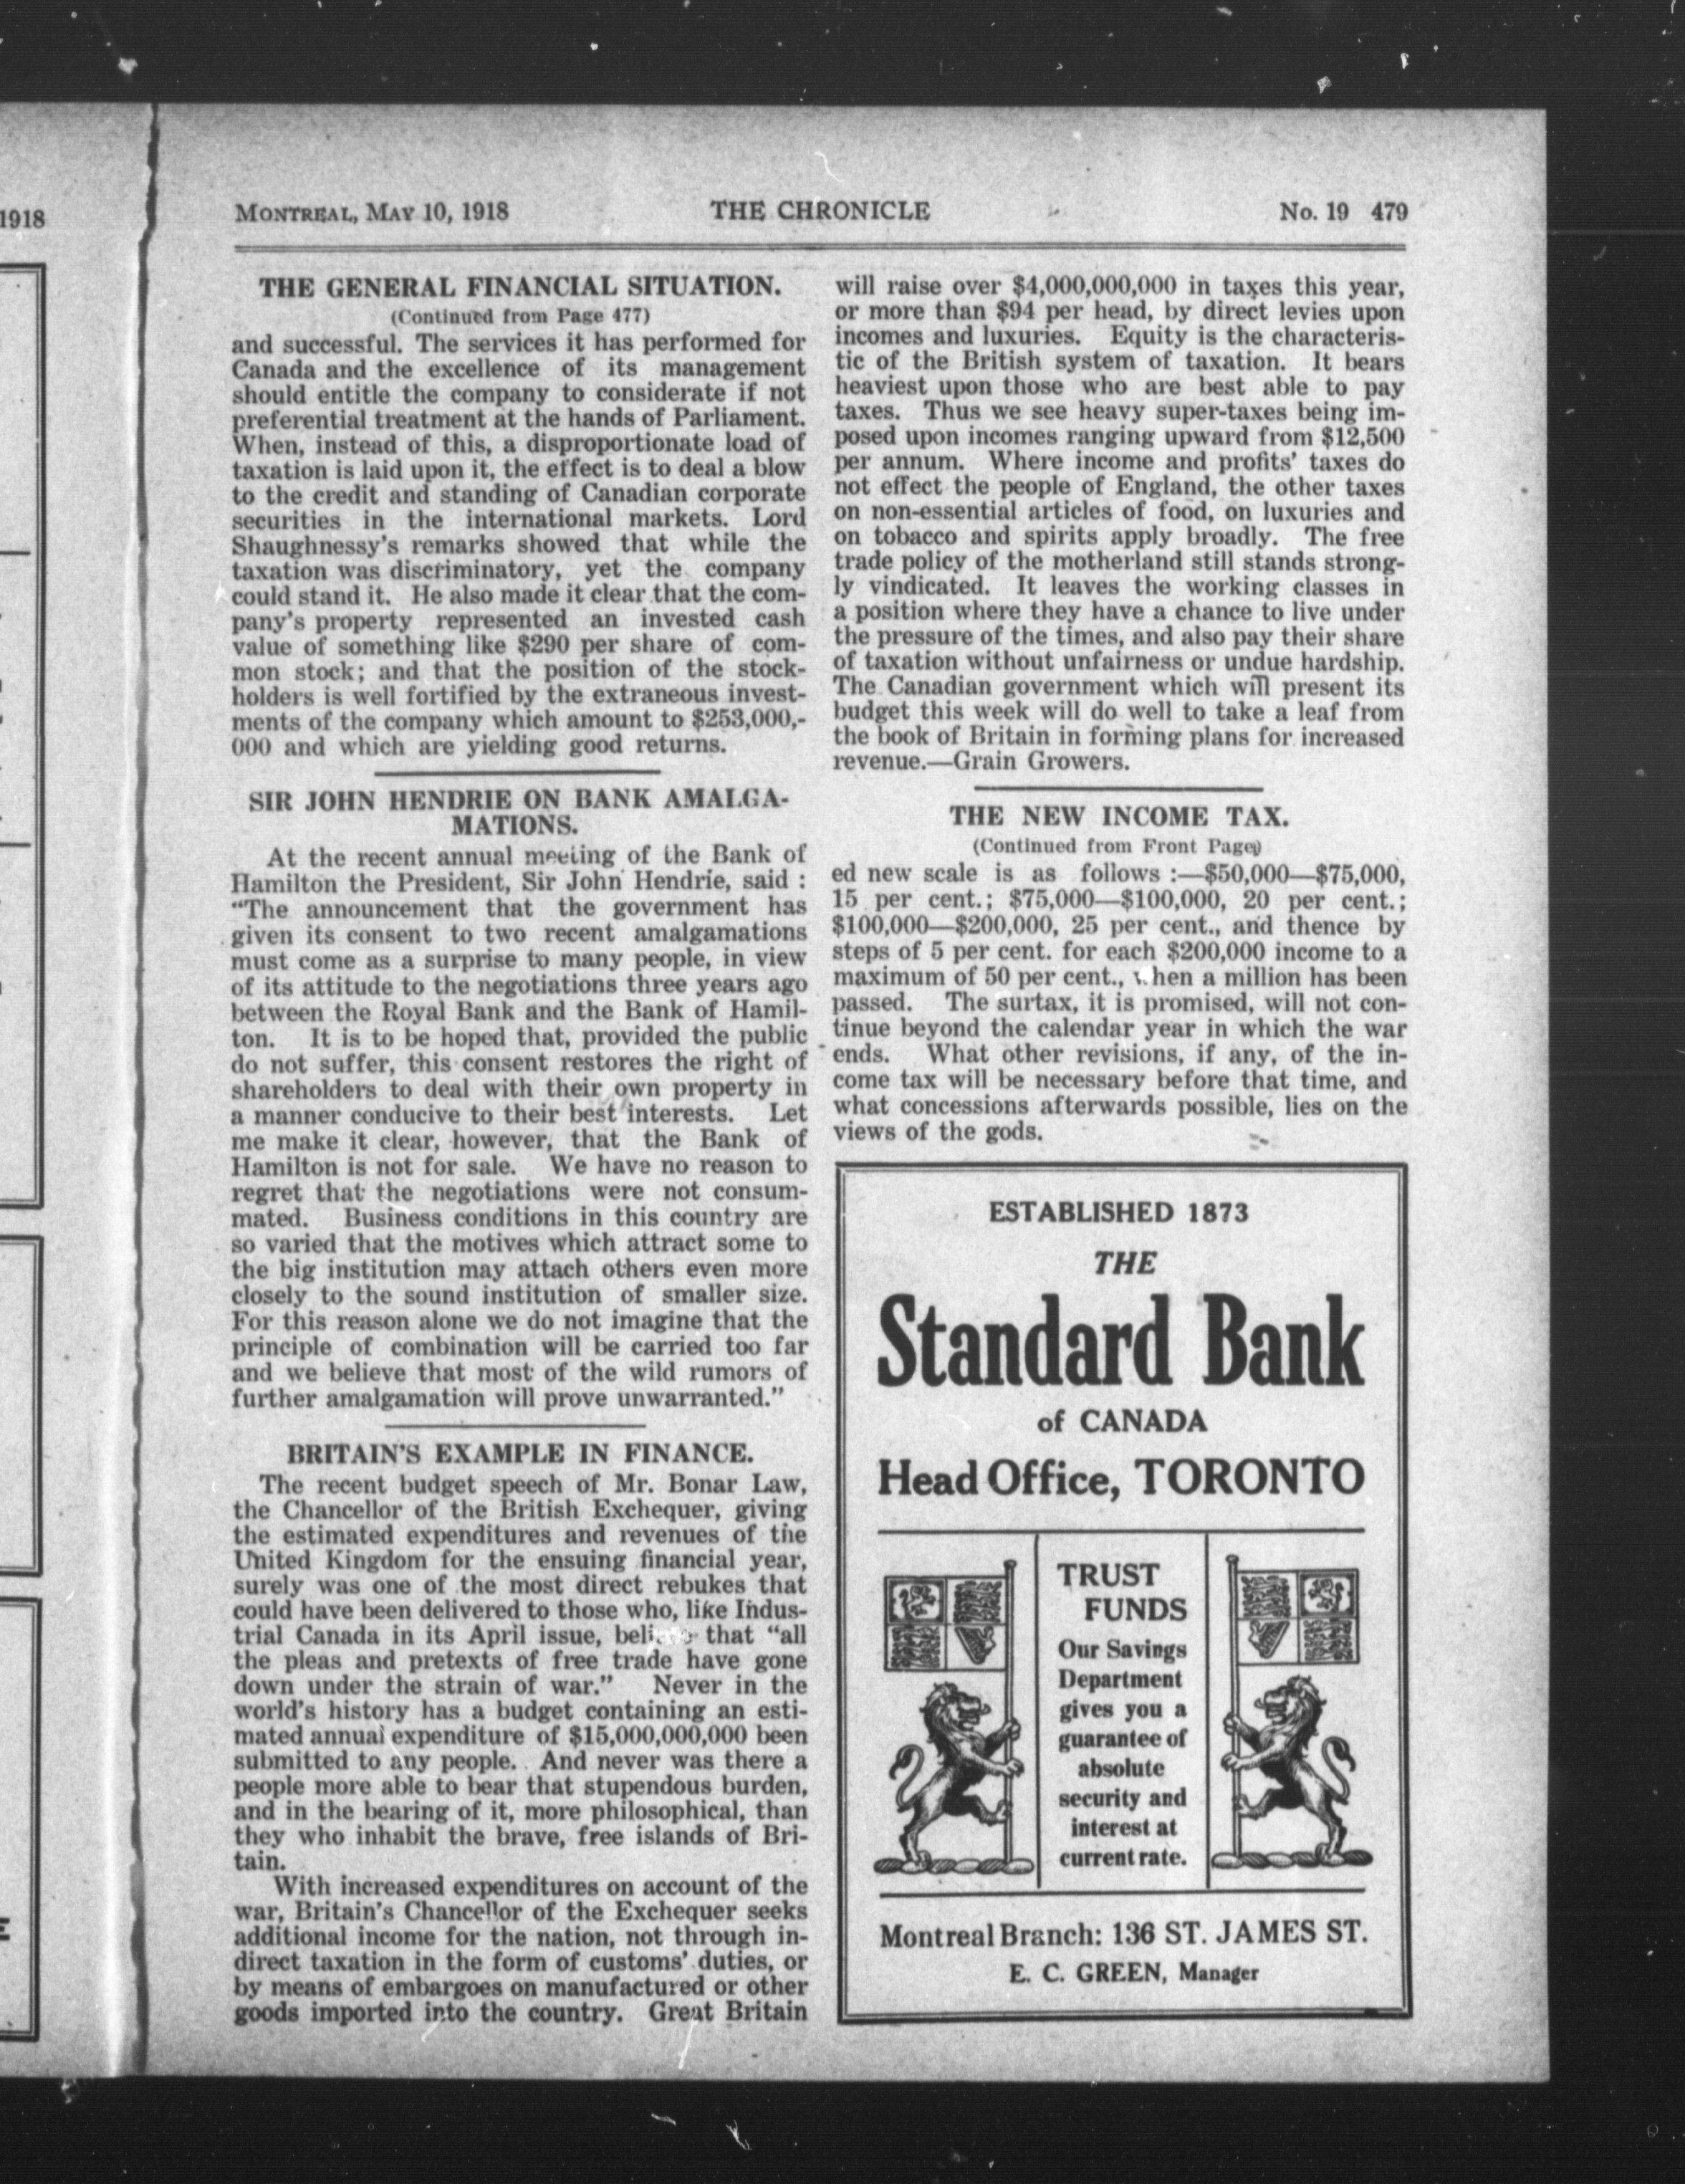 1918
MONTREAL, MAY 10, 1918
THE CHRONICLE
No. 19 479
THE GENERAL FINANCIAL SITUATION.
(Continued from Page 477)
and successful. The services it has performed for
Canada and the excellence of its management
should entitle the company to considerate if not
preferential treatment at the hands of Parliament.
When, instead of this, a disproportionate load of
taxation is laid upon it, the effect is to deal a blow
to the credit and standing of Canadian corporate
securities in the international markets. Lord
Shaughnessy's remarks showed that while the
taxation was discriminatory, yet the company
could stand it. He also made it clear that the com-
pany's property represented an invested cash
value of something like $290 per share of com-
mon stock; and that the position of the stock-
holders is well fortified by the extraneous invest-
ments of the company which amount to $253,000,-
000 and which are yielding good returns.
SIR JOHN HENDRIE ON BANK AMALGA-
MATIONS.
At the recent annual meeting of the Bank of
Hamilton the President, Sir John Hendrie, said :
"The announcement that the government has
given its consent to two recent amalgamations
must come as a surprise to many people, in view
of its attitude to the negotiations three years ago
between the Royal Bank and the Bank of Hamil-
ton. It is to be hoped that, provided the public
do not suffer, this consent restores the right of
shareholders to deal with their own property in
a manner conducive to their best interests. Let
me make it clear, however, that the Bank of
Hamilton is not for sale. We have no reason to
regret that the negotiations were not consum-
mated. Business conditions in this country are
so varied that the motives which attract some to
the big institution may attach others even more
closely to the sound institution of smaller size.
For this reason alone we do not imagine that the
principle of combination will be carried too far
and we believe that most of the wild rumors of
further amalgamation will prove unwarranted."
BRITAIN'S EXAMPLE IN FINANCE.
The recent budget speech of Mr. Bonar Law,
the Chancellor of the British Exchequer, giving
the estimated expenditures and revenues of the
United Kingdom for the ensuing financial year,
surely was one of the most direct rebukes that
could have been delivered to those who, like Indus-
trial Canada in its April issue, that "all
the pleas and pretexts of free trade have gone
down under the strain of war." Never in the
world's history has a budget containing an esti-
mated annual expenditure of $15,000,000,000 been
submitted to any people. And never was there a
people more able to bear that stupendous burden,
and in the bearing of it, more philosophical, than
they who inhabit the brave, free islands of Bri-
tain.
With increased expenditures on account of the
war, Britain's Chancellor of the Exchequer seeks
additional income for the nation, not through in-
direct taxation in the form of customs' duties, or
by means of embargoes on manufactured or other
goods imported into the country. Great Britain
will raise over $4,000,000,000 in taxes this year,
or more than $94 per head, by direct levies upon
incomes and luxuries. Equity is the characteris-
tic of the British system of taxation. It bears
heaviest upon those who are best able to pay
taxes. Thus we see heavy super-taxes being im-
posed upon incomes ranging upward from $12,500
per annum. Where income and profits' taxes do
not effect the people of England, the other taxes
on non-essential articles of food, on luxuries and
on tobacco and spirits apply broadly. The free
trade policy of the motherland still stands strong-
ly vindicated. It leaves the working classes in
a position where they have a chance to live under
the pressure of the times, and also pay their share
of taxation without unfairness or undue hardship.
The Canadian government which will present its
budget this week will do well to take a leaf from
the book of Britain in forming plans for increased
revenue.—Grain Growers.
THE NEW INCOME TAX.
(Continued from Front Page)
ed new scale is as follows :—$50,000—$75,000,
15 per cent.; $75,000—$100,000, 20 per cent.;
$100,000—$200,000, 25 per cent., and thence by
steps of 5 per cent. for each $200,000 income to a
maximum of 50 per cent., when a million has been
passed. The surtax, it is promised, will not con-
tinue beyond the calendar year in which the war
ends. What other revisions, if any, of the in-
come tax will be necessary before that time, and
what concessions afterwards possible, lies on the
views of the gods.
ESTABLISHED 1873
THE
Standard Bank
of CANADA
Head Office, TORONTO
TRUST
FUNDS
Our Savings
Department
gives you a
guarantee of
absolute
security and
interest at
current rate.
Montreal Branch: 136 ST. JAMES ST.
E. C. GREEN, Manager